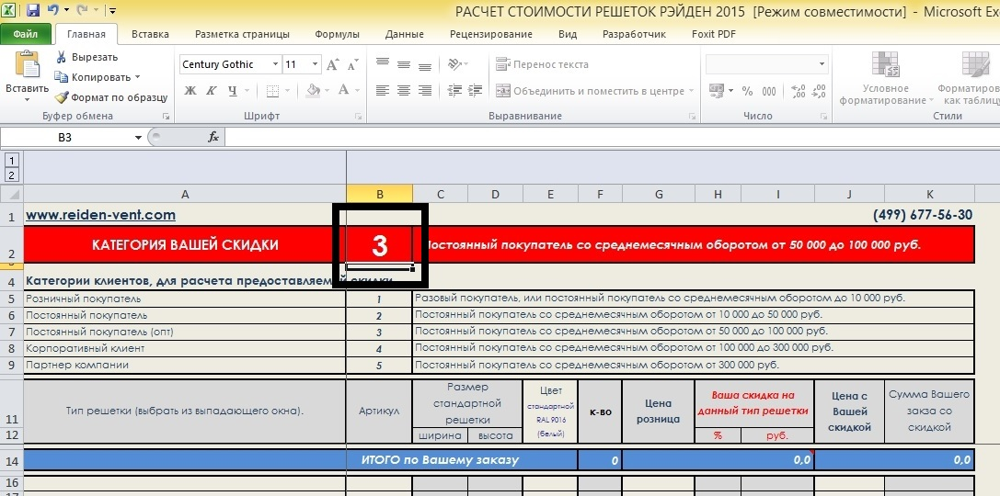 РАСЧЕТ СТОИМОСТИ РЕШЕТОК РЭЙДЕН 2015 [Режим совместимости] - Microsoft Ex
Файл Главная Вставка Разметка страницы Формулы Данные Рецензирование Вид Разработчик Foxit PDF
Вставить
Вырезать
Копировать
Формат по образцу
Буфер обмена
Century Gothic 11
Ж К Ч
Шрифт
Перенос текста
Объединить и поместить в центре
Выравнивание
% 000
Число
Условное форматирование
Форматировать как таблицу
Стили
B3 fx
1
2
A B C D E F G H I J K
1 www.reiden-vent.com (499) 677-56-30
2 КАТЕГОРИЯ ВАШЕЙ СКИДКИ 3 Постоянный покупатель со среднемесячным оборотом от 50 000 до 100 000 руб.
4 Категории клиентов, для расчета предоставляемой скидки
5 Розничный покупатель 1 Разовый покупатель, или постоянный покупатель со среднемесячным оборотом до 10 000 руб.
6 Постоянный покупатель 2 Постоянный покупатель со среднемесячным оборотом от 10 000 до 50 000 руб.
7 Постоянный покупатель (опт) 3 Постоянный покупатель со среднемесячным оборотом от 50 000 до 100 000 руб.
8 Корпоративный клиент 4 Постоянный покупатель со среднемесячным оборотом от 100 000 до 300 000 руб.
9 Партнер компании 5 Постоянный покупатель со среднемесячным оборотом от 300 000 руб.
11 Тип решетки (выбрать из выпадающего окна). Артикул
Размер стандартной решетки
Цвет стандартной RAL 9016 (белый)
К-ВО
Цена розница
Ваша скидка на данный тип решетки
Цена с Вашей скидкой
Сумма Вашего закза со скидкой
12 ширина высота % руб.
14 ИТОГО по Вашему заказу 0 0,0 0,0
16